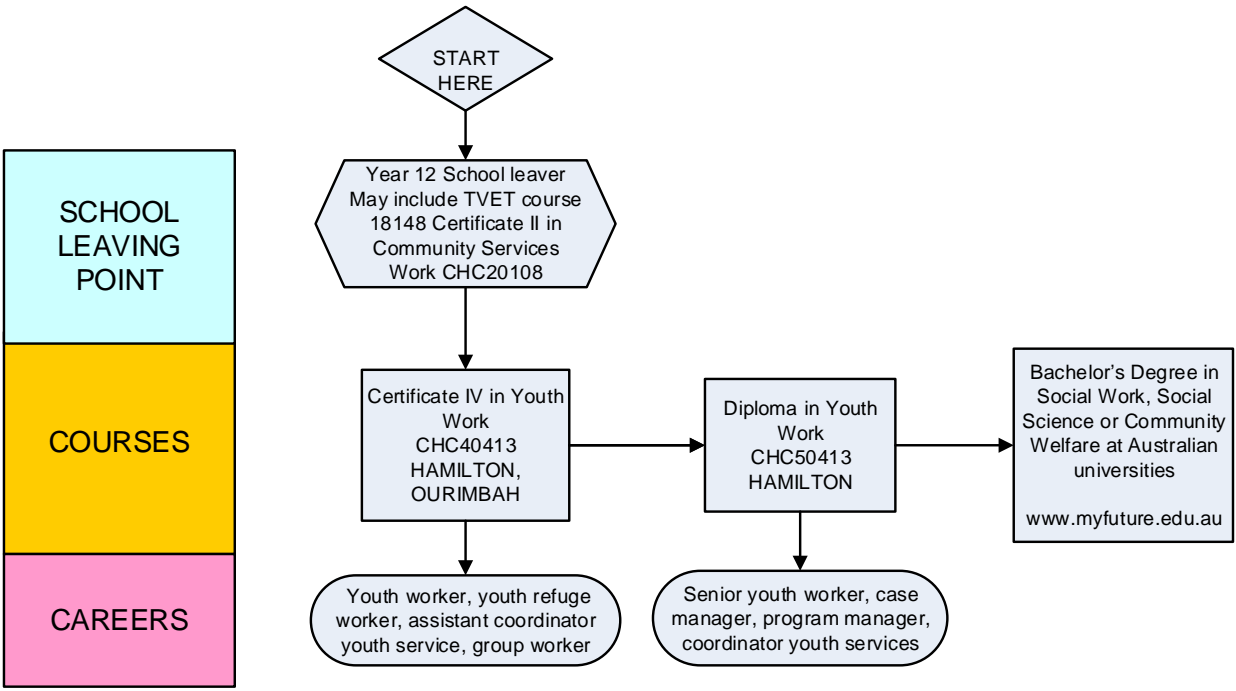 START
HERE
SCHOOL
LEAVING
POINT
Year 12 School leaver
May include TVET course
18148 Certificate II in
Community Services
Work CHC20108
COURSES
Certificate IV in Youth
Work
CHC40413
HAMILTON,
OURIMBAH
Diploma in Youth
Work
CHC50413
HAMILTON
Bachelor's Degree in
Social Work, Social
Science or Community
Welfare at Australian
universities
www.myfuture.edu.au
CAREERS
Youth worker, youth refuge
worker, assistant coordinator
youth service, group worker
Senior youth worker, case
manager, program manager,
coordinator youth services